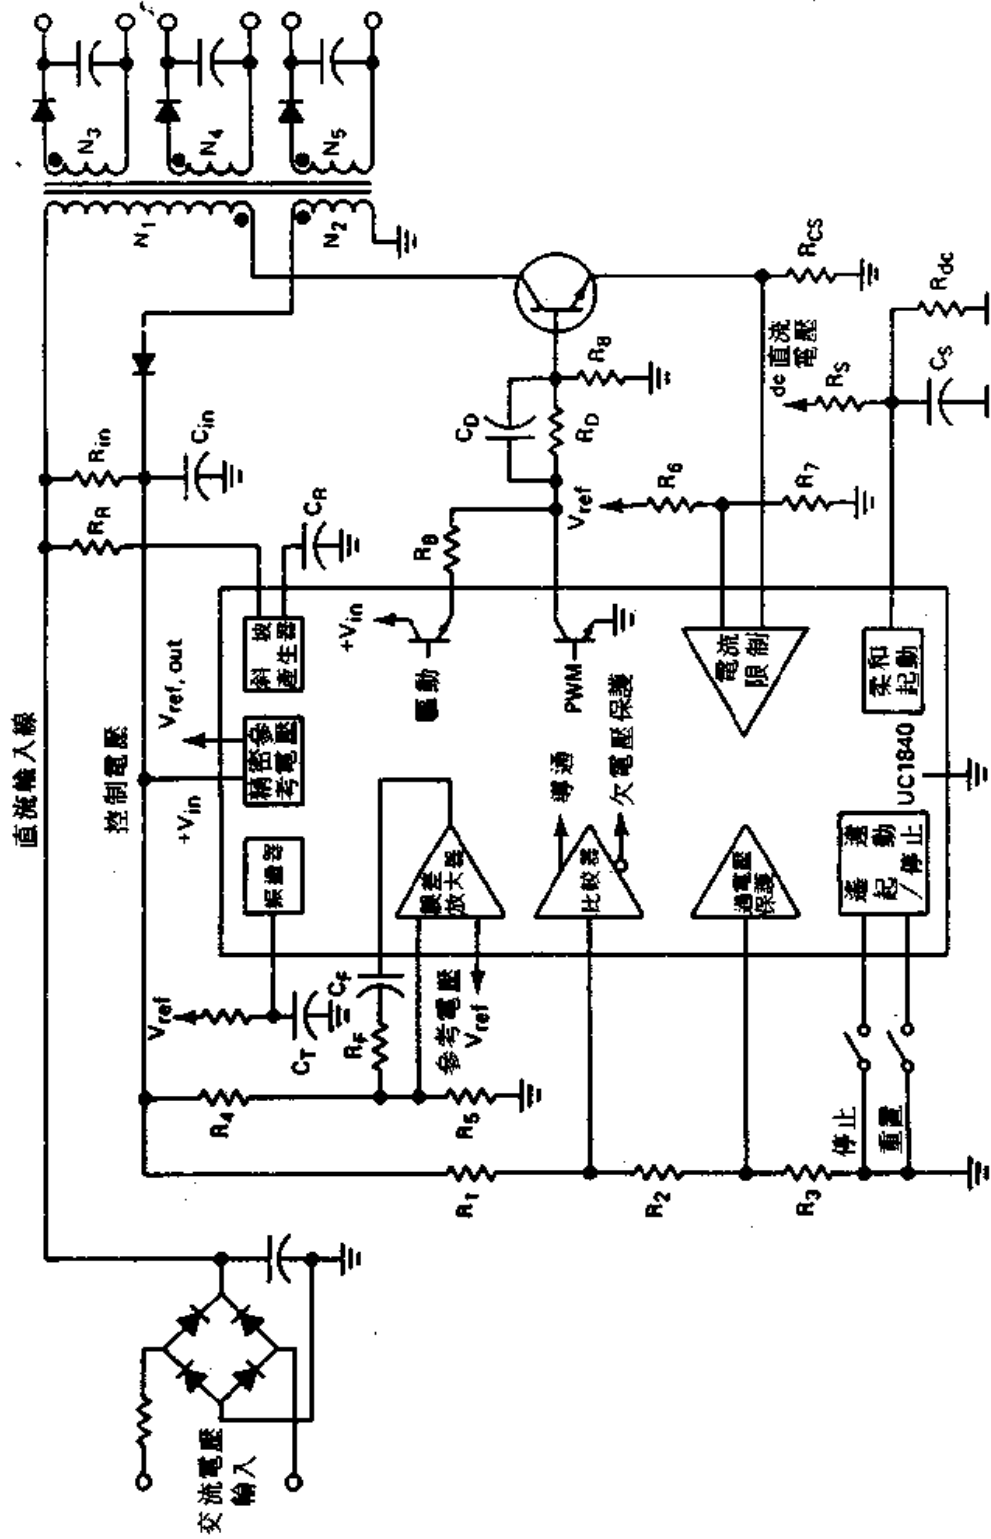 交流電壓
輸入
直流輸入線
控制電壓
+Vin
Vref, out
RR
Rin
Cin
CR
N1
N2
N3
N4
N5
Vref
CT
振盪器
精密參
考電壓
斜坡
產生器
R4
RF
CF
R5
參考電壓
Vref
誤差
放大器
+Vin
驅動
RB
CD
RD
RB
PWM
R1
比較器
導通
欠電壓保護
Vref
R6
R7
dc 直流
電壓
RS
RCS
R2
過電壓
保護
電流
限制
R3
停止
重置
遙遠
起動
/停止
UC1840
柔和
起動
CS
Rdc